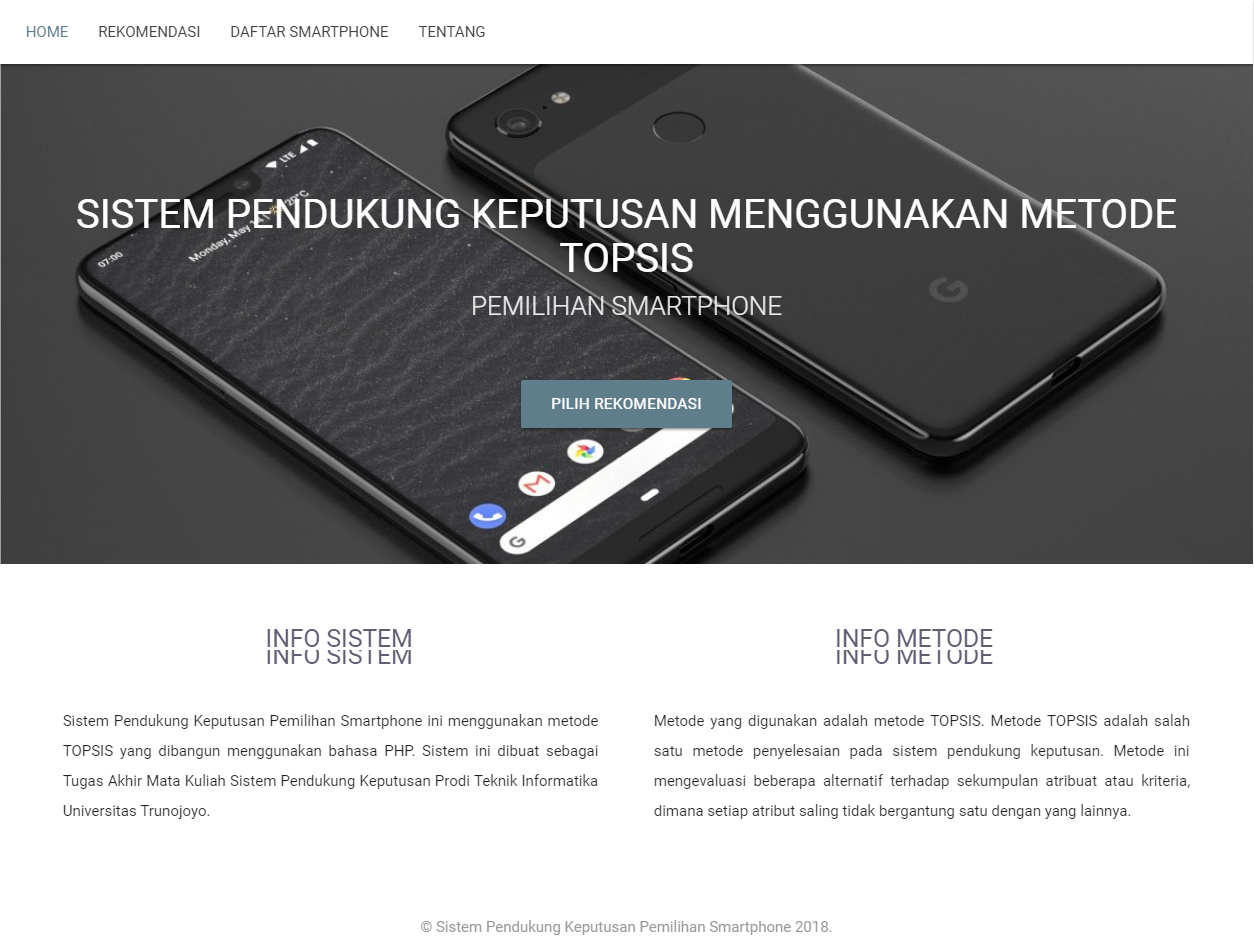 HOME REKOMENDASI DAFTAR SMARTPHONE TENTANG
LTE
Monday, May 14 | 20°C
07:00
SISTEM PENDUKUNG KEPUTUSAN MENGGUNAKAN METODE
TOPSIS
PEMILIHAN SMARTPHONE
G
PILIH REKOMENDASI
G
INFO SISTEM
INFO SISTEM
Sistem Pendukung Keputusan Pemilihan Smartphone ini menggunakan metode
TOPSIS yang dibangun menggunakan bahasa PHP. Sistem ini dibuat sebagai
Tugas Akhir Mata Kuliah Sistem Pendukung Keputusan Prodi Teknik Informatika
Universitas Trunojoyo.
INFO METODE
INFO METODE
Metode yang digunakan adalah metode TOPSIS. Metode TOPSIS adalah salah
satu metode penyelesaian pada sistem pendukung keputusan. Metode ini
mengevaluasi beberapa alternatif terhadap sekumpulan atribuat atau kriteria,
dimana setiap atribut saling tidak bergantung satu dengan yang lainnya.
© Sistem Pendukung Keputusan Pemilihan Smartphone 2018.